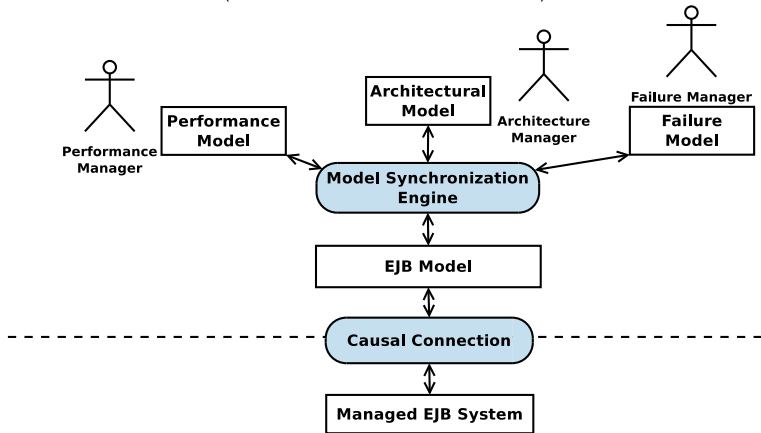 Performance
Manager
Performance
Model
Architectural
Model
Architecture
Manager
Failure Manager
Failure
Model
Model Synchronization
Engine
EJB Model
Causal Connection
Managed EJB System